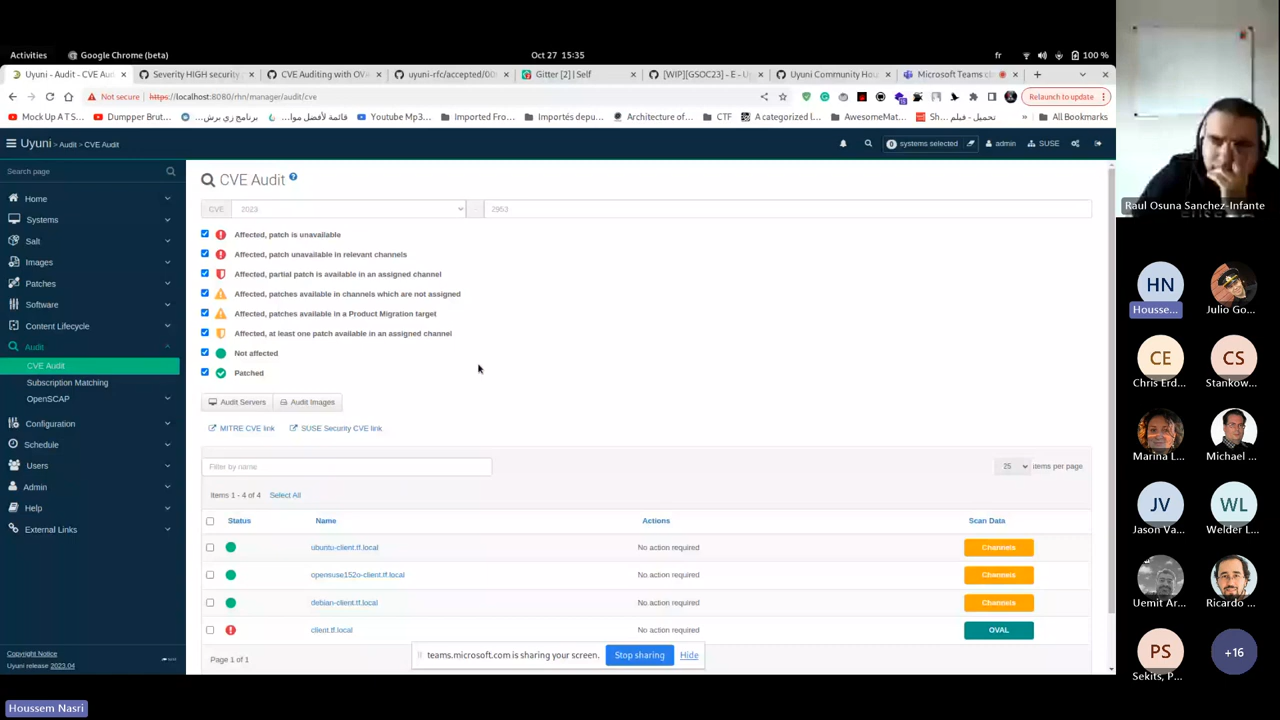 Activities
Google Chrome (beta)
Oct 27 15:35
fr
100 %
Uyuni - Audit - CVE Aud
Severity HIGH security
CVE Auditing with OVA
uyuni-rfc/accepted/00
Gitter [2] | Self
[WIP][GSOC23] - E - Uy
Uyuni Community Hou
Microsoft Teams c
Not secure
https://localhost:8080/rhn/manager/audit/cve
Relaunch to update
Mock Up A T S...
Dumpper Brut...
برنامج زي برش...
قائمة لأفضل موا...
Youtube Mp3...
Imported Fro...
Importés depu...
Architecture of...
CTF
A categorized l...
AwesomeMat...
Sh...
تحميل - فيلم
»
All Bookmarks
Uyuni > Audit > CVE Audit
0 systems selected
admin
SUSE
Search page
Home
Systems
Salt
Images
Patches
Software
Content Lifecycle
Audit
CVE Audit
Subscription Matching
OpenSCAP
Configuration
Schedule
Users
Admin
Help
External Links
Copyright Notice
Uyuni release 2023.04
CVE Audit
CVE 2023 - 2953
Affected, patch is unavailable
Affected, patch unavailable in relevant channels
Affected, partial patch is available in an assigned channel
Affected, patches available in channels which are not assigned
Affected, patches available in a Product Migration target
Affected, at least one patch available in an assigned channel
Not affected
Patched
Audit Servers
Audit Images
MITRE CVE link
SUSE Security CVE link
Filter by name
25 items per page
Items 1 - 4 of 4 Select All
Status Name Actions Scan Data
ubuntu-client.tf.local No action required Channels
opensuse152o-client.tf.local No action required Channels
debian-client.tf.local No action required Channels
client.tf.local No action required OVAL
Page 1 of 1
teams.microsoft.com is sharing your screen.
Stop sharing
Hide
Raul Osuna Sanchez-Infante
HN
Housse...
Julio Go...
CE
Chris Erd...
CS
Stankow...
Marina L...
Michael ...
JV
Jason Va...
WL
Welder L...
Uemit Ar...
Ricardo ...
PS
Sekits, P...
+16
Houssem Nasri